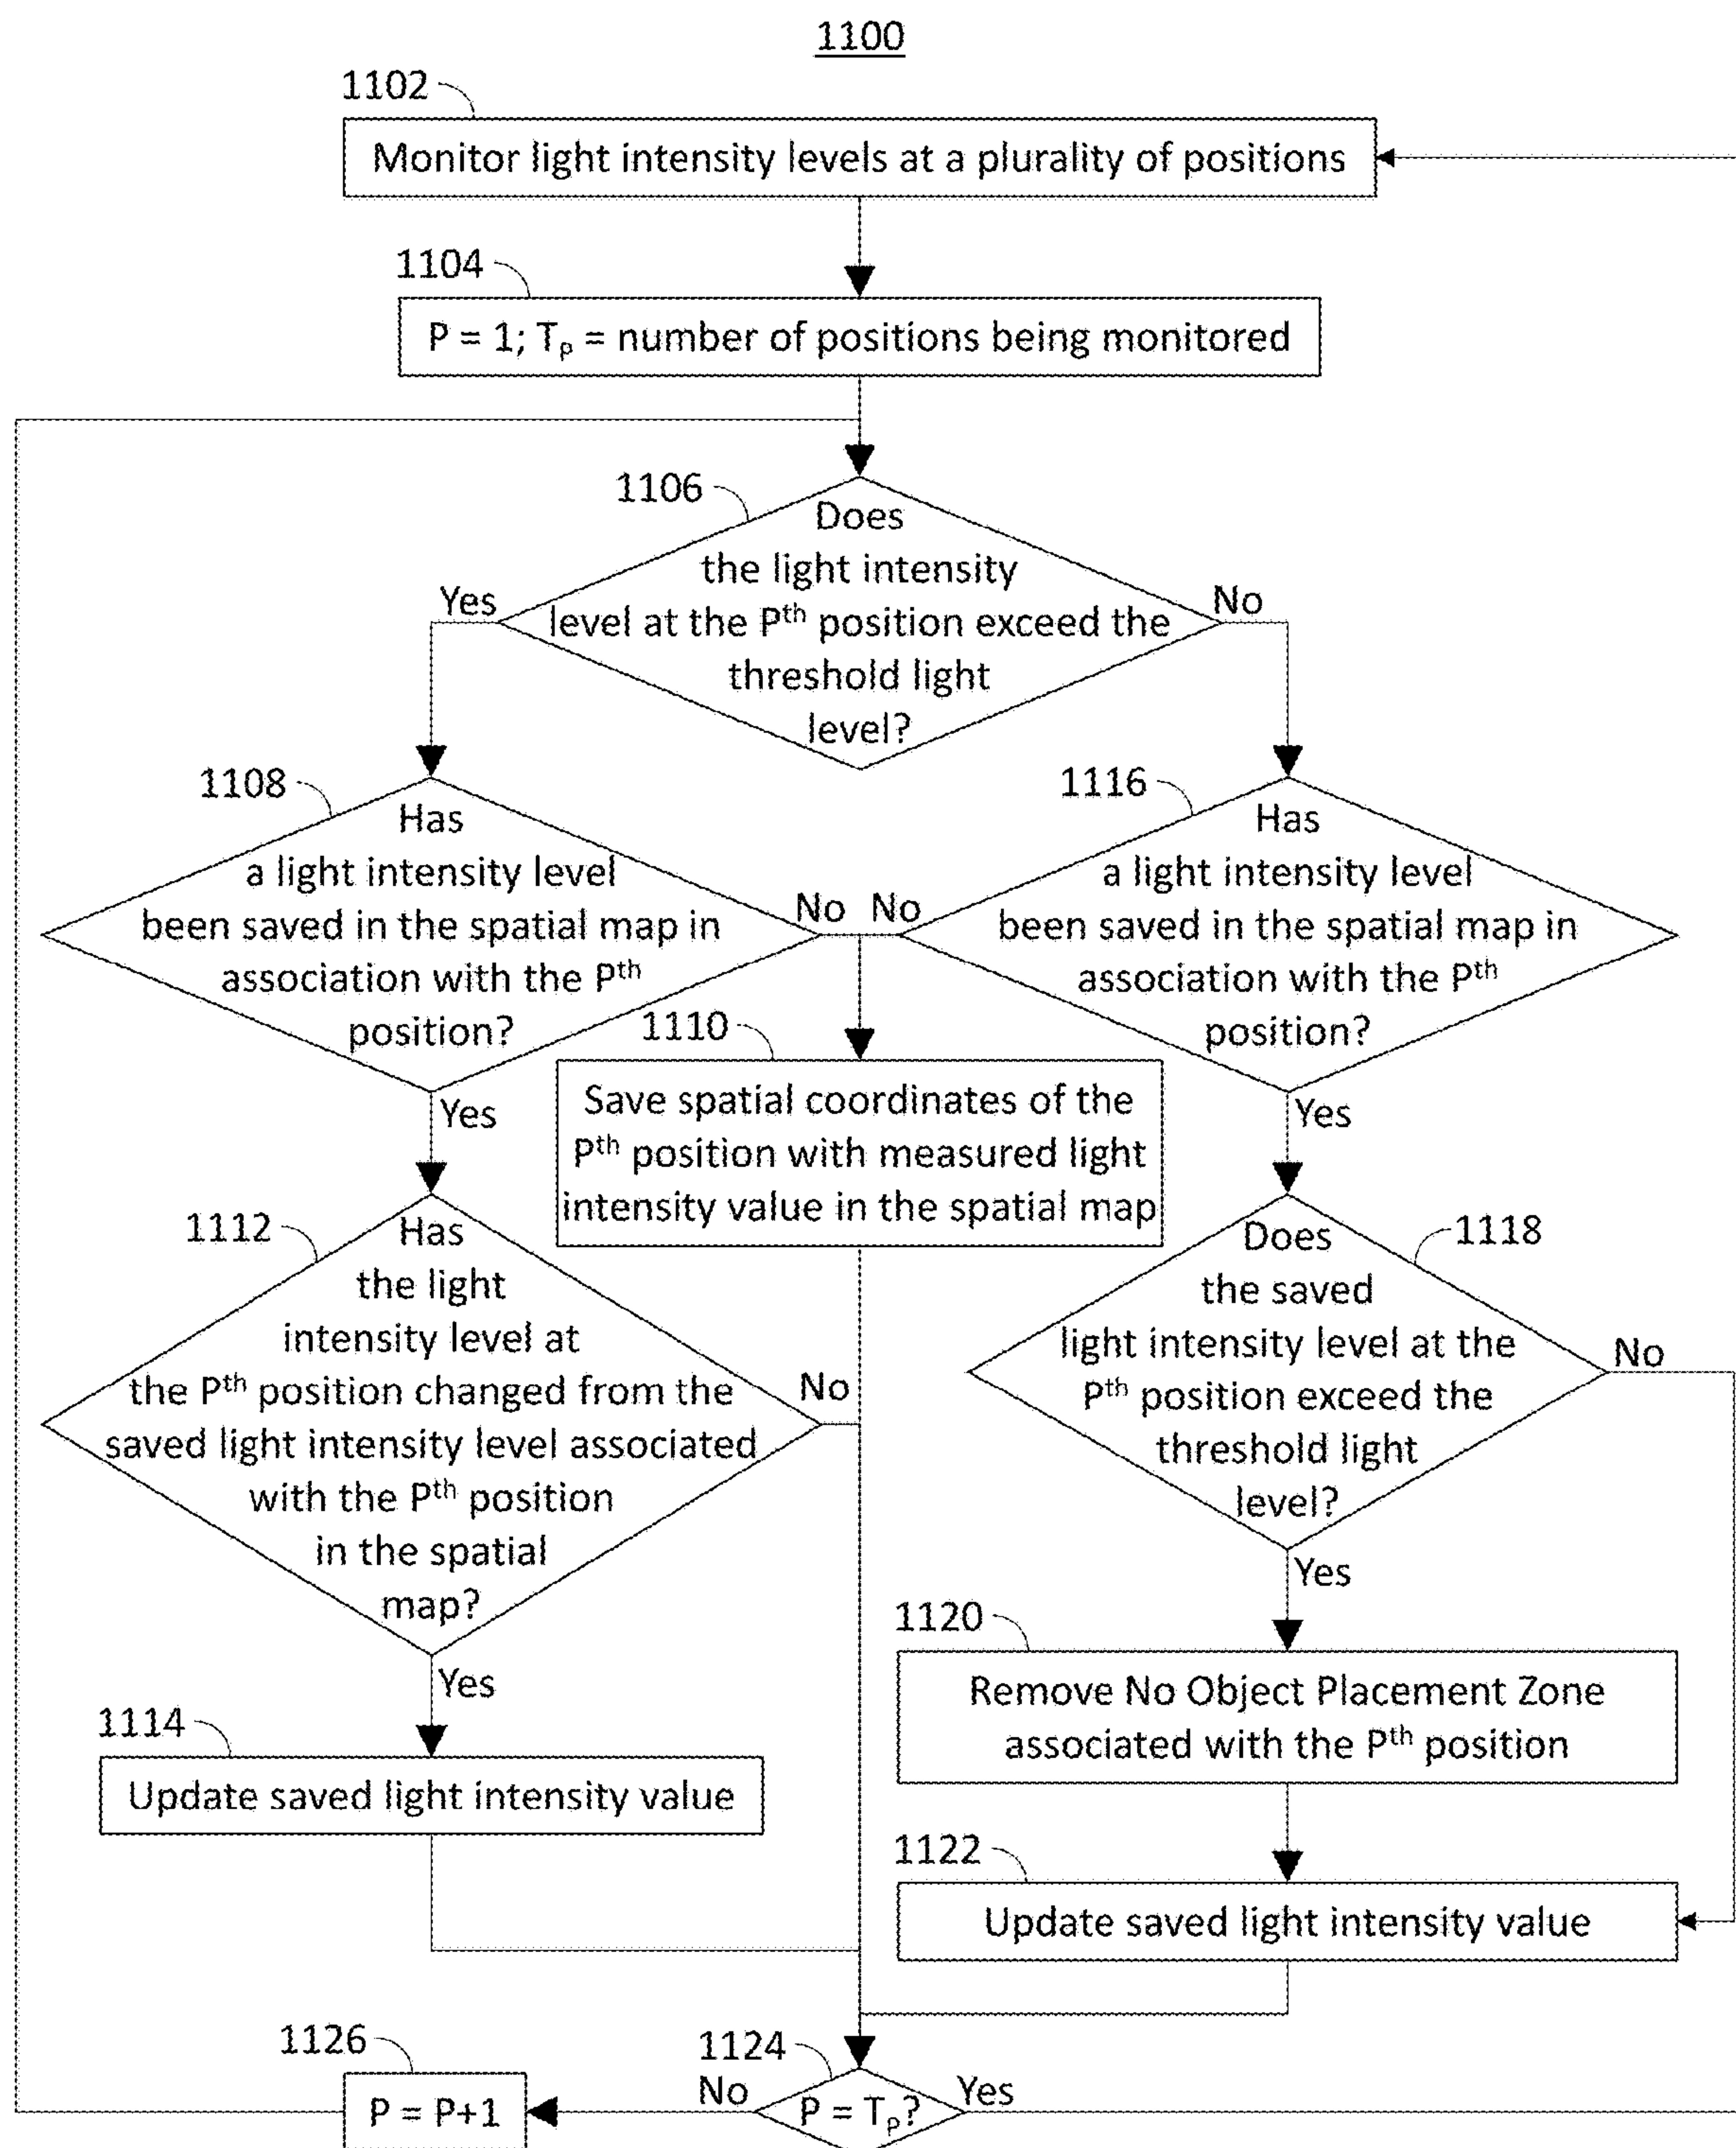 1100
1102
Monitor light intensity levels at a plurality of positions
1104
P = 1; Tₚ = number of positions being monitored
1106
Does
the light intensity
level at the Pᵗʰ position exceed the
threshold light
level?
Yes
No
1108
Has
a light intensity level
been saved in the spatial map in
association with the Pᵗʰ
position?
No
Yes
1116
Has
a light intensity level
been saved in the spatial map in
association with the Pᵗʰ
position?
No
Yes
1110
Save spatial coordinates of the
Pᵗʰ position with measured light
intensity value in the spatial map
1112
Has
the light
intensity level at
the Pᵗʰ position changed from the
saved light intensity level associated
with the Pᵗʰ position
in the spatial
map?
No
Yes
1118
Does
the saved
light intensity level at the
Pᵗʰ position exceed the
threshold light
level?
No
Yes
1114
Update saved light intensity value
1120
Remove No Object Placement Zone
associated with the Pᵗʰ position
1122
Update saved light intensity value
1124
P = Tₚ?
No
Yes
1126
P = P+1